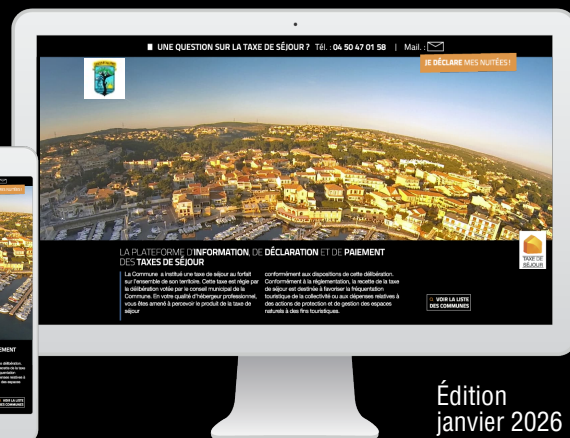 UNE QUESTION SUR LA TAXE DE SÉJOUR ? Tél. : 04 50 47 01 58 | Mail. :
JE DÉCLARE MES NUITÉES !
LA PLATEFORME D'INFORMATION, DE DÉCLARATION ET DE PAIEMENT
DES TAXES DE SÉJOUR
La Commune a institué une taxe de séjour au forfait
sur l'ensemble de son territoire. Cette taxe est régie par
la délibération votée par le conseil municipal de la
Commune. En votre qualité d'hébergeur professionnel,
vous êtes amené à percevoir le produit de la taxe de
séjour
conformément aux dispositions de cette délibération.
Conformément à la réglementation, la recette de la taxe
de séjour est destinée à favoriser la fréquentation
touristique de la collectivité ou aux dépenses relatives à
des actions de protection et de gestion des espaces
naturels à des fins touristiques.
TAXE DE
SÉJOUR
VOIR LA LISTE
DES COMMUNES
VOIR LA LISTE
DES COMMUNES
Édition
janvier 2026